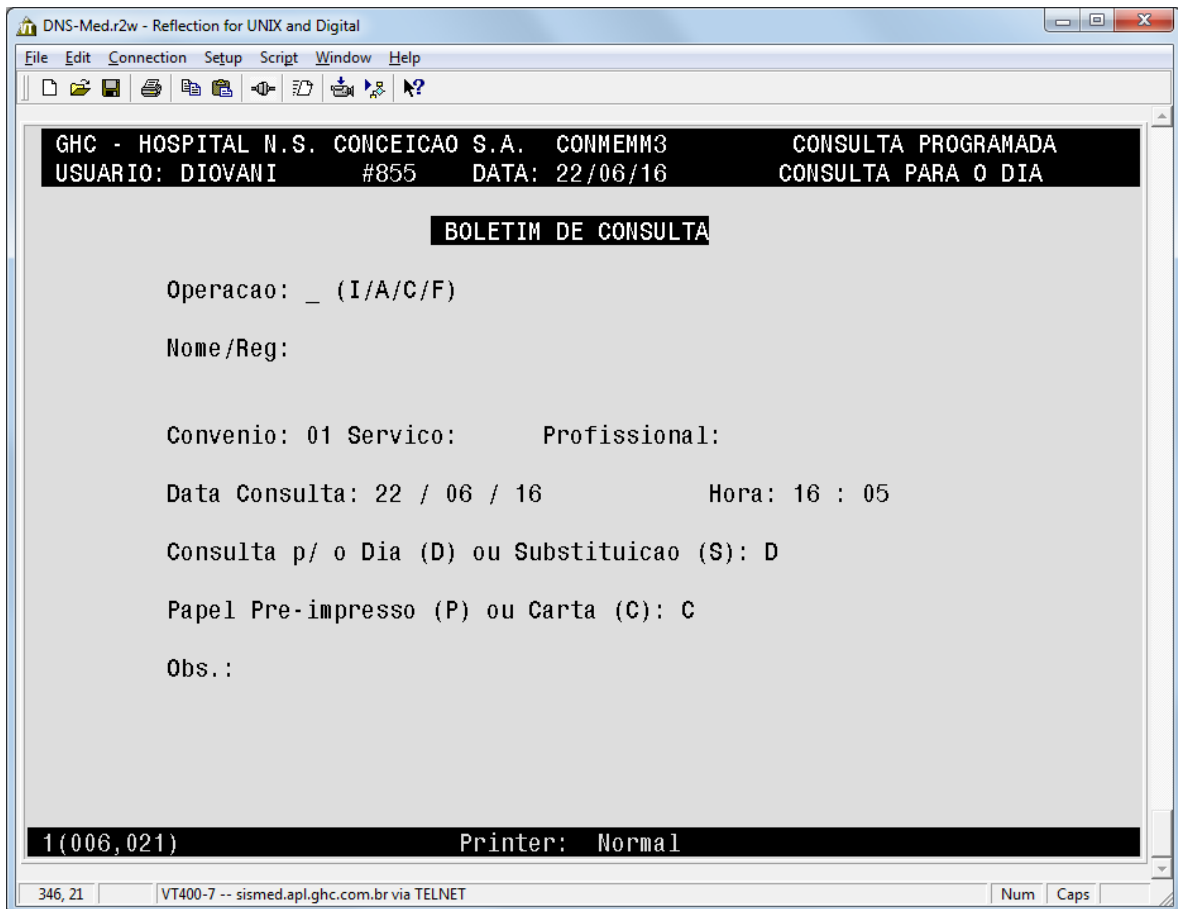 DNS-Med.r2w - Reflection for UNIX and Digital
File Edit Connection Setup Script Window Help
GHC - HOSPITAL N.S. CONCEICAO S.A. CONMEMM3 CONSULTA PROGRAMADA
USUARIO: DIOVANI #855 DATA: 22/06/16 CONSULTA PARA O DIA
BOLETIM DE CONSULTA
Operacao: _ (I/A/C/F)
Nome/Reg:
Convenio: 01 Servico: Profissional:
Data Consulta: 22 / 06 / 16 Hora: 16 : 05
Consulta p/ o Dia (D) ou Substituicao (S): D
Papel Pre-impresso (P) ou Carta (C): C
Obs.:
1(006,021) Printer: Normal
346, 21 VT400-7 -- sismed.apl.ghc.com.br via TELNET Num Caps